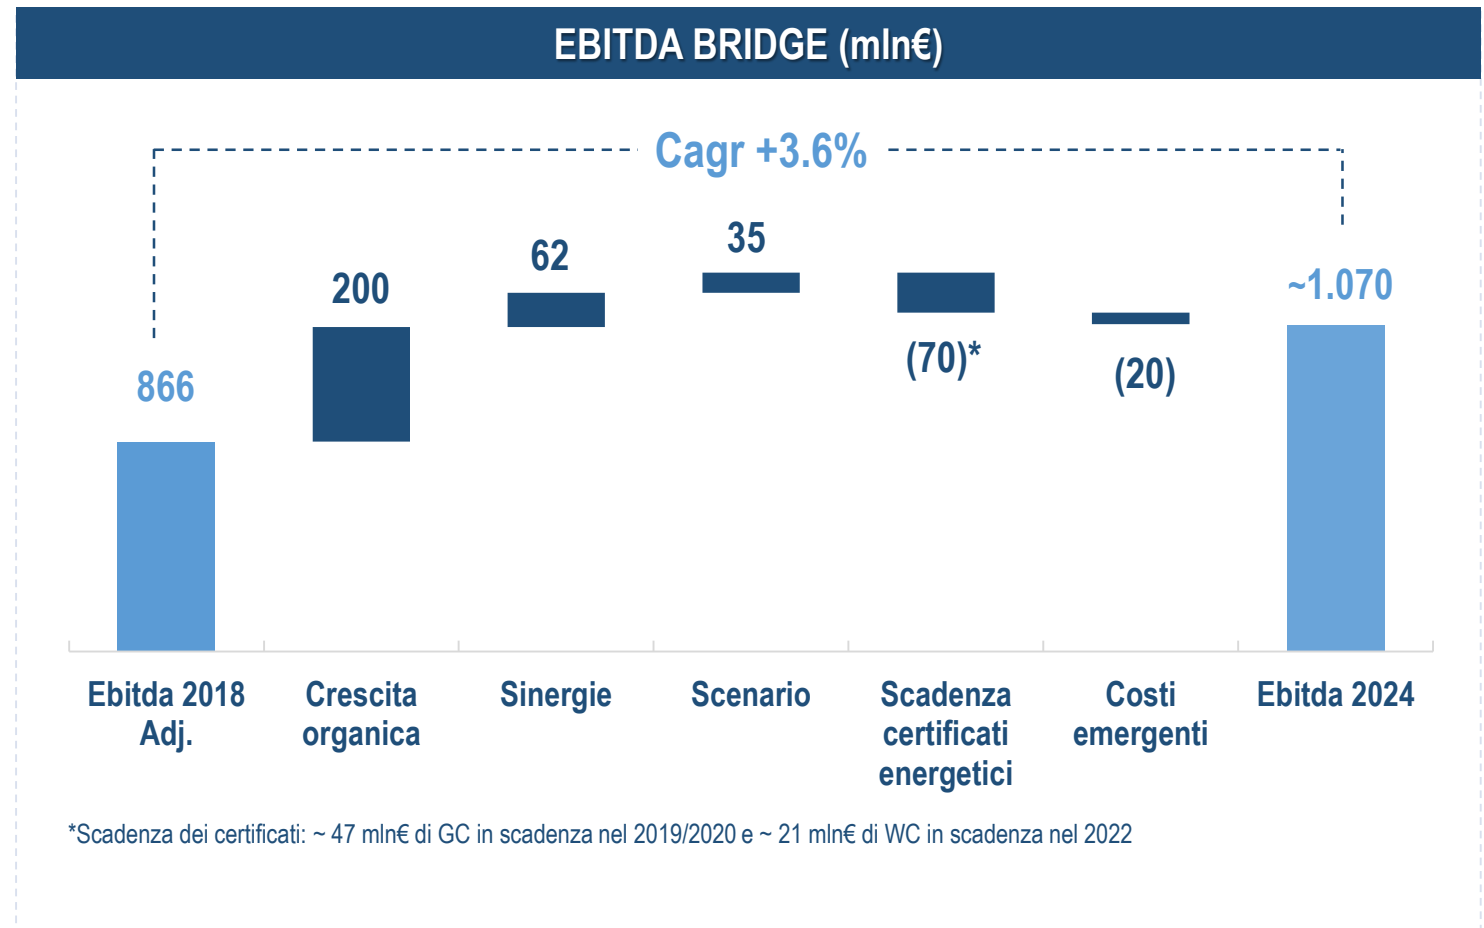 EBITDA BRIDGE (mln€)
Cagr +3.6%
866
200
62
35
(70)*
(20)
~1.070
Ebitda 2018
Adj.
Crescita
organica
Sinergie
Scenario
Scadenza
certificati
energetici
Costi
emergenti
Ebitda 2024
*Scadenza dei certificati: ~ 47 mln€ di GC in scadenza nel 2019/2020 e ~ 21 mln€ di WC in scadenza nel 2022